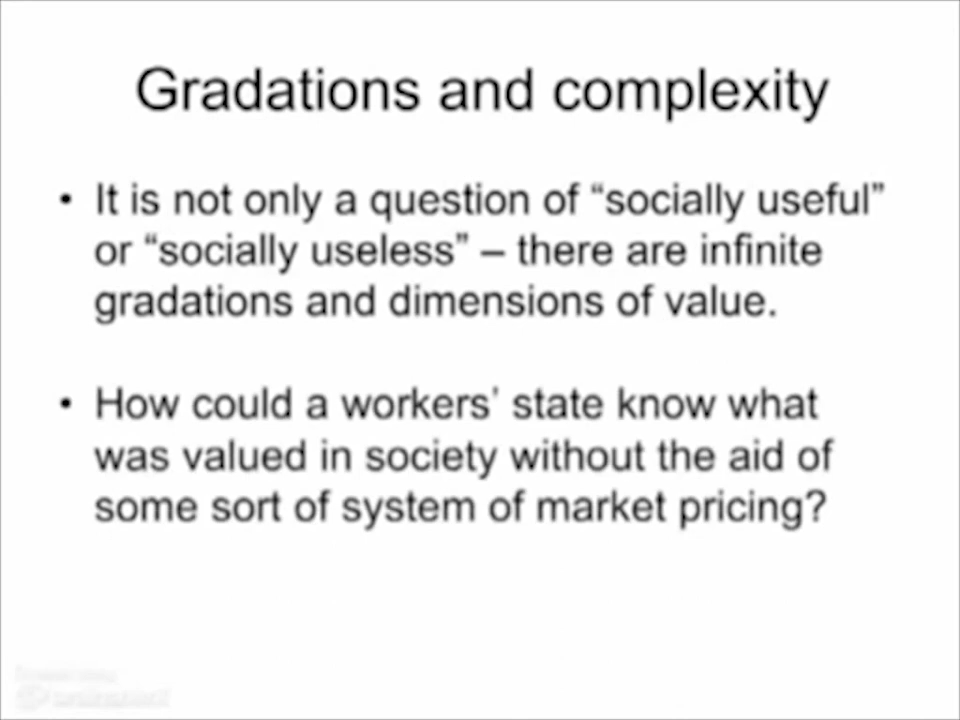 Gradations and complexity
• It is not only a question of “socially useful”
or “socially useless” – there are infinite
gradations and dimensions of value.
• How could a workers’ state know what
was valued in society without the aid of
some sort of system of market pricing?